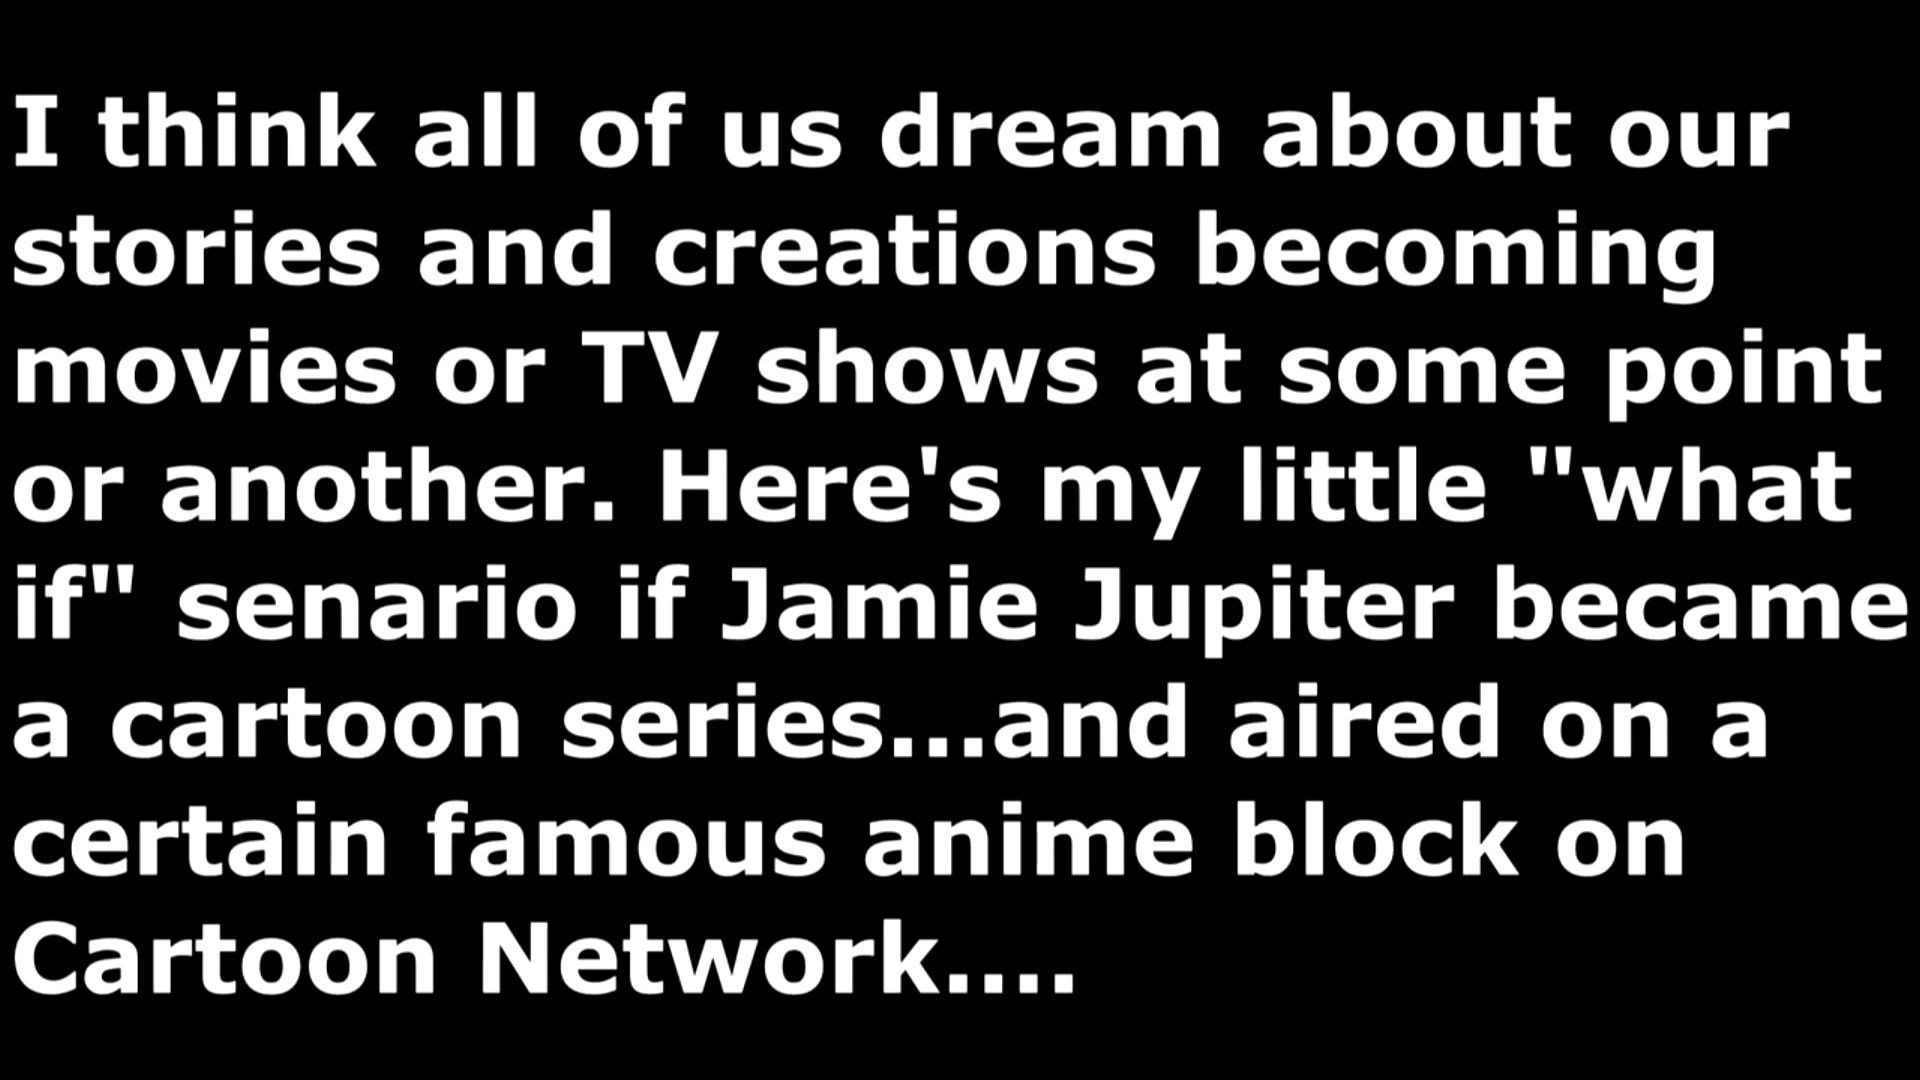 I think all of us dream about our
stories and creations becoming
movies or TV shows at some point
or another. Here's my little "what
if" senario if Jamie Jupiter became
a cartoon series...and aired on a
certain famous anime block on
Cartoon Network....